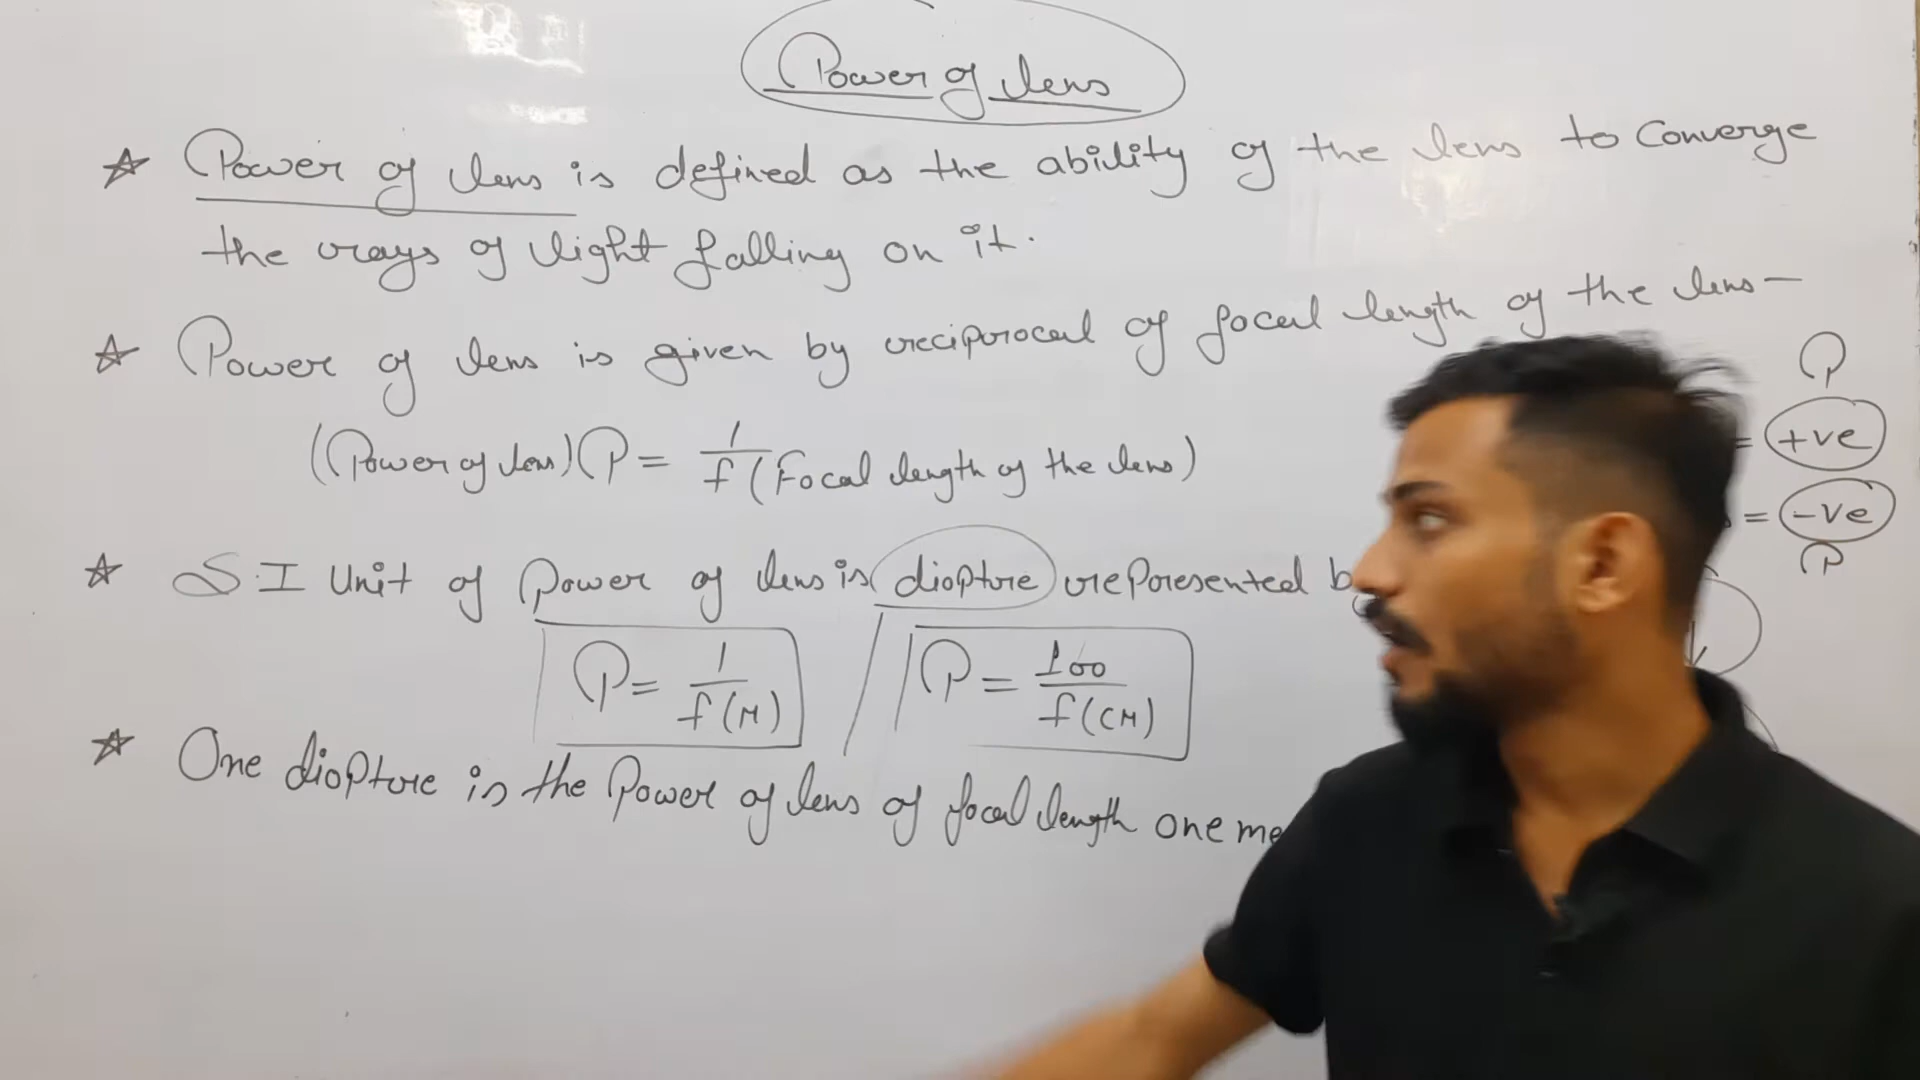 Power of lens
☆ Power of lens is defined as the ability of the lens to converge
the rays of light falling on it.
☆ Power of lens is given by reciprocal of focal length of the lens—
(Power of lens) P = 1/f (Focal length of the lens)
P
= +ve
= -ve
P
☆ S.I Unit of power of lens is dioptre represented
P = 1/f(M) / P = 100/f(CM)
☆ One dioptre is the power of lens of focal length one